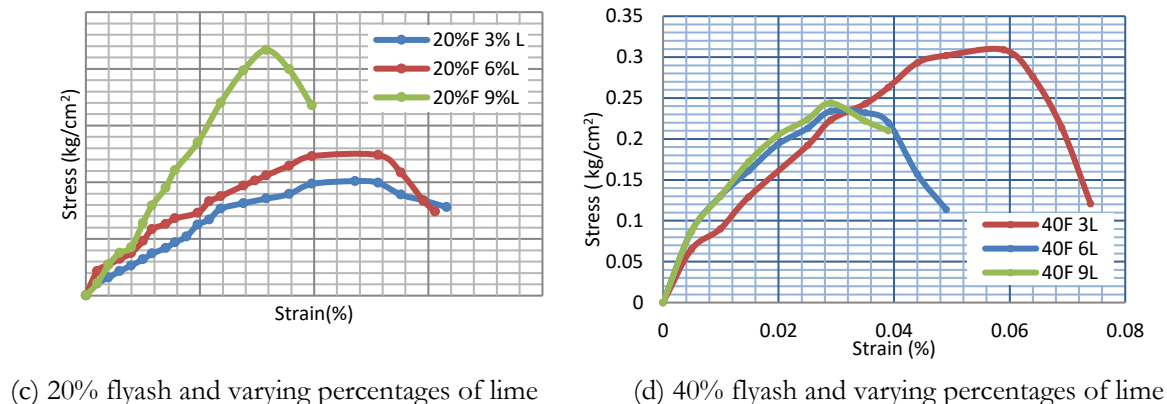 Stress (kg/cm²)
20%F 3% L
20%F 6%L
20%F 9%L
Strain(%)
(c) 20% flyash and varying percentages of lime
Stress ( kg/cm²)
0.35
0.3
0.25
0.2
0.15
0.1
0.05
0
40F 3L
40F 6L
40F 9L
0 0.02 0.04 0.06 0.08
Strain (%)
(d) 40% flyash and varying percentages of lime